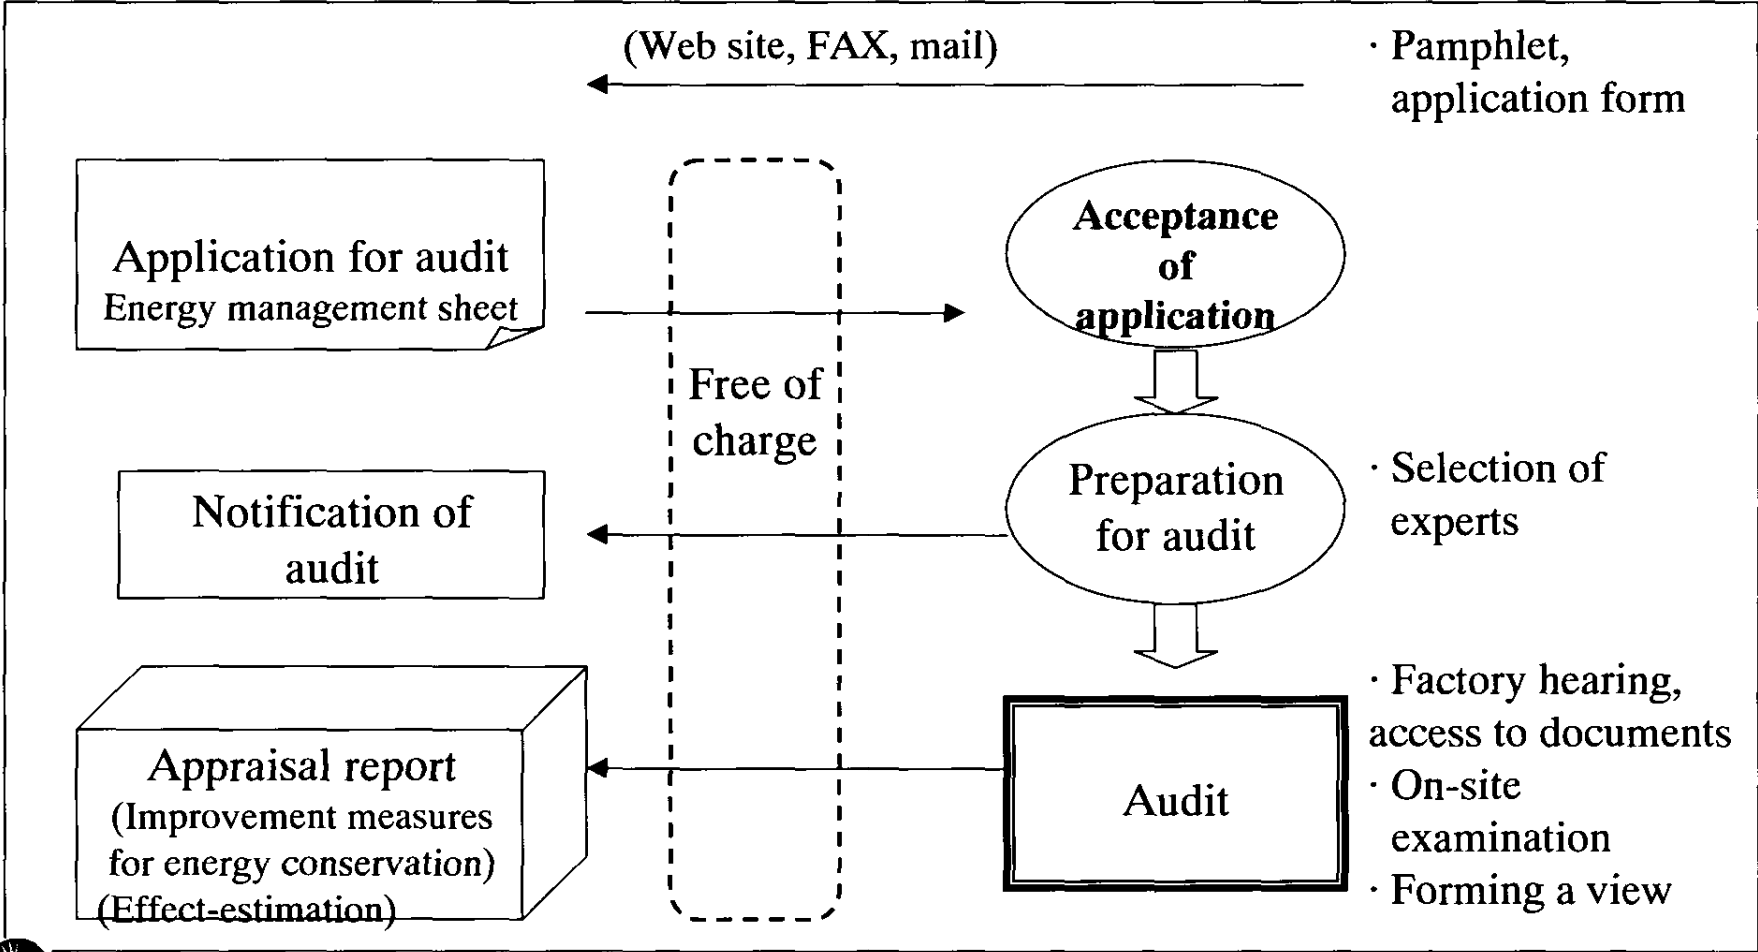 (Web site, FAX, mail)
· Pamphlet,
application form
Application for audit
Energy management sheet
Free of
charge
Acceptance
of
application
Notification of
audit
Preparation
for audit
· Selection of
experts
Appraisal report
(Improvement measures
for energy conservation)
(Effect-estimation)
Audit
· Factory hearing,
access to documents
· On-site
examination
· Forming a view